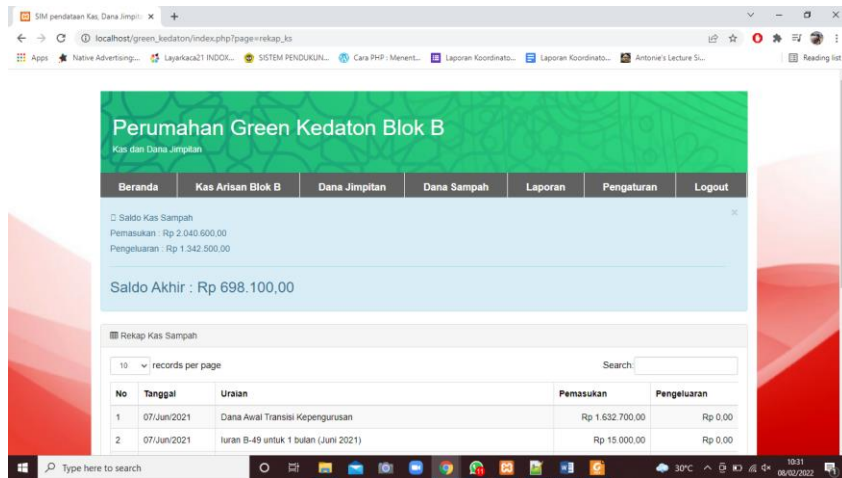 SIM pendataan Kas, Dana Jimpit
localhost/green_kedaton/index.php?page=rekap_ks
Apps Native Advertising:... Layarkaca21 INDOX... SISTEM PENDUKUN... Cara PHP : Menent... Laporan Koordinato... Laporan Koordinato... Antonie's Lecture Si... Reading list
Perumahan Green Kedaton Blok B
Kas dan Dana Jimpitan
Beranda Kas Arisan Blok B Dana Jimpitan Dana Sampah Laporan Pengaturan Logout
Saldo Kas Sampah
Pemasukan : Rp 2.040.600,00
Pengeluaran : Rp 1.342.500,00
Saldo Akhir : Rp 698.100,00
Rekap Kas Sampah
10 records per page Search:
No Tanggal Uraian Pemasukan Pengeluaran
1 07/Jun/2021 Dana Awal Transisi Kepengurusan Rp 1.632.700,00 Rp 0,00
2 07/Jun/2021 Iuran B-49 untuk 1 bulan (Juni 2021) Rp 15.000,00 Rp 0,00
Type here to search 30°C 10:31
08/02/2022